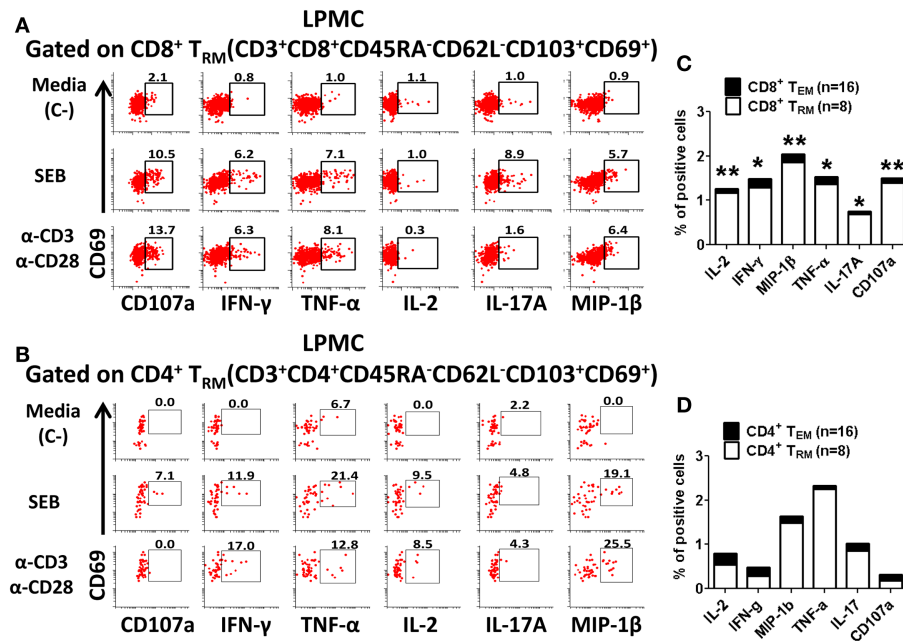 A
LPMC
Gated on CD8+ TRM(CD3+CD8+CD45RA-CD62L-CD103+CD69+)
Media
(C-)
2.1 0.8 1.0 1.1 1.0 0.9
SEB
10.5 6.2 7.1 1.0 8.9 5.7
α-CD3
α-CD28
13.7 6.3 8.1 0.3 1.6 6.4
CD69
CD107a IFN-γ TNF-α IL-2 IL-17A MIP-1β
B
LPMC
Gated on CD4+ TRM(CD3+CD4+CD45RA-CD62L-CD103+CD69+)
Media
(C-)
0.0 0.0 6.7 0.0 2.2 0.0
SEB
7.1 11.9 21.4 9.5 4.8 19.1
α-CD3
α-CD28
0.0 17.0 12.8 8.5 4.3 25.5
CD69
CD107a IFN-γ TNF-α IL-2 IL-17A MIP-1β
C
CD8+ TEM (n=16)
CD8+ TRM (n=8)
% of positive cells
3
2
1
0
** * ** * * **
IL-2 IFN-γ MIP-1β TNF-α IL-17A CD107a
D
CD4+ TEM (n=16)
CD4+ TRM (n=8)
% of positive cells
3
2
1
0
IL-2 IFN-g MIP-1b TNF-a IL-17 CD107a